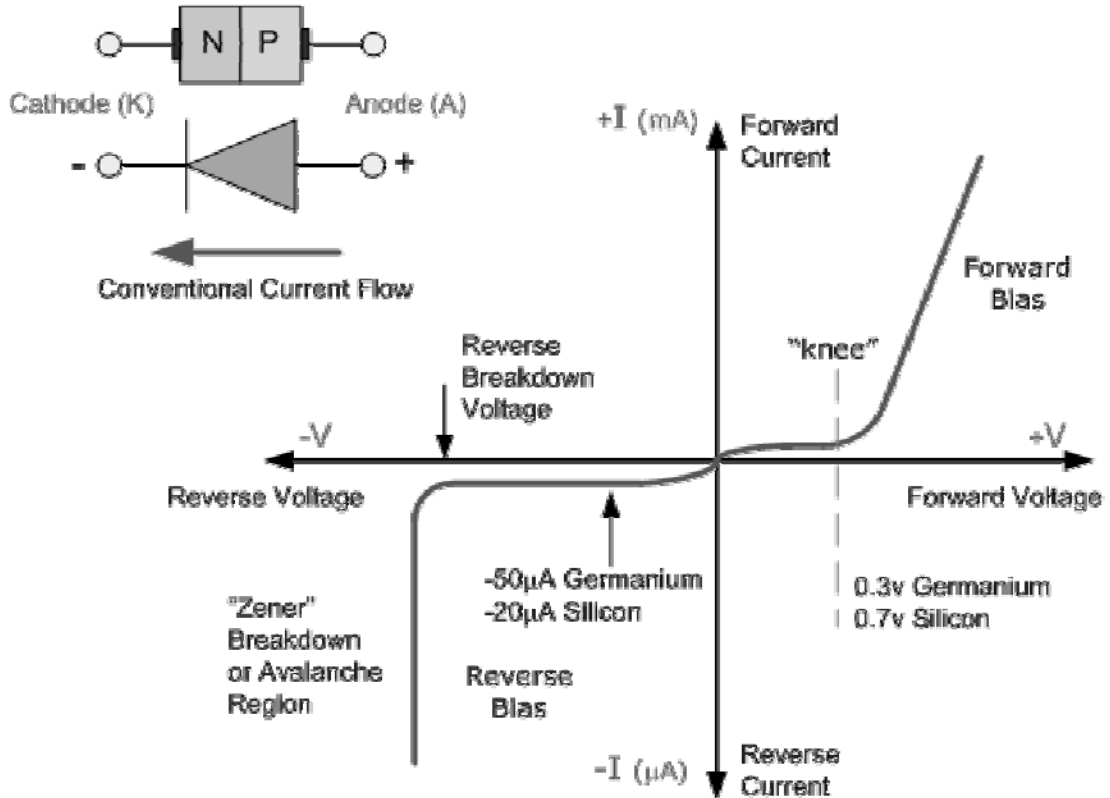 N P
Cathode (K)
Anode (A)
- +
Conventional Current Flow
+I (mA)
Forward
Current
Forward
Bias
"knee"
Reverse
Breakdown
Voltage
-V
+V
Reverse Voltage
Forward Voltage
-50µA Germanium
-20µA Silicon
0.3v Germanium
0.7v Silicon
"Zener"
Breakdown
or Avalanche
Region
Reverse
Bias
-I (µA)
Reverse
Current